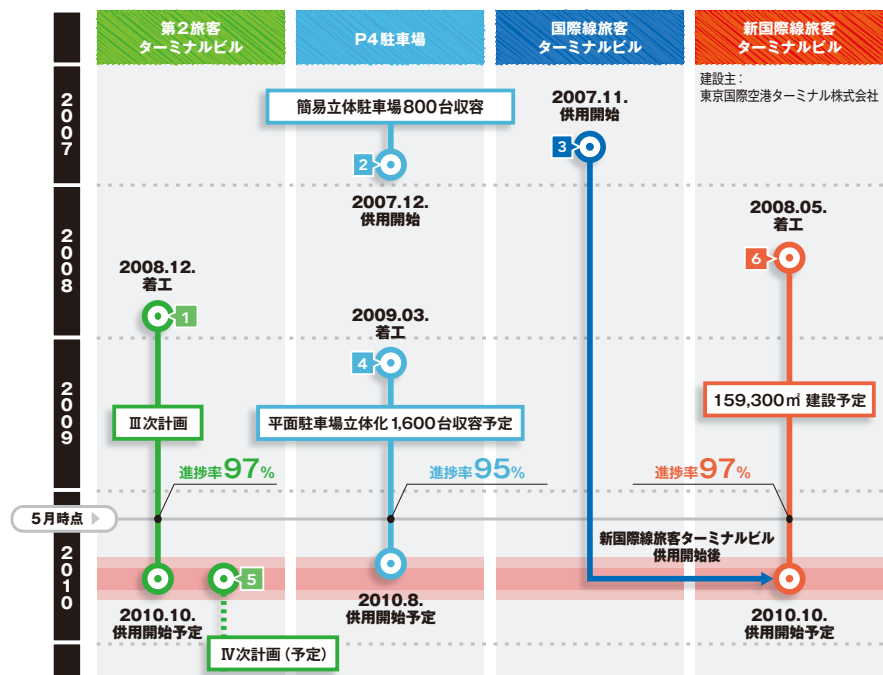 第2旅客
ターミナルビル
P4駐車場
国際線旅客
ターミナルビル
新国際線旅客
ターミナルビル
建設主：
東京国際空港ターミナル株式会社
2007
簡易立体駐車場800台収容
2
2007.12.
供用開始
2007.11.
供用開始
3
2008
2008.12.
着工
1
2008.05.
着工
6
2009
2009.03.
着工
4
Ⅲ次計画
平面駐車場立体化1,600台収容予定
159,300㎡ 建設予定
進捗率97%
進捗率95%
進捗率97%
5月時点
2010
新国際線旅客ターミナルビル
供用開始後
5
2010.10.
供用開始予定
2010.8.
供用開始予定
2010.10.
供用開始予定
Ⅳ次計画（予定）